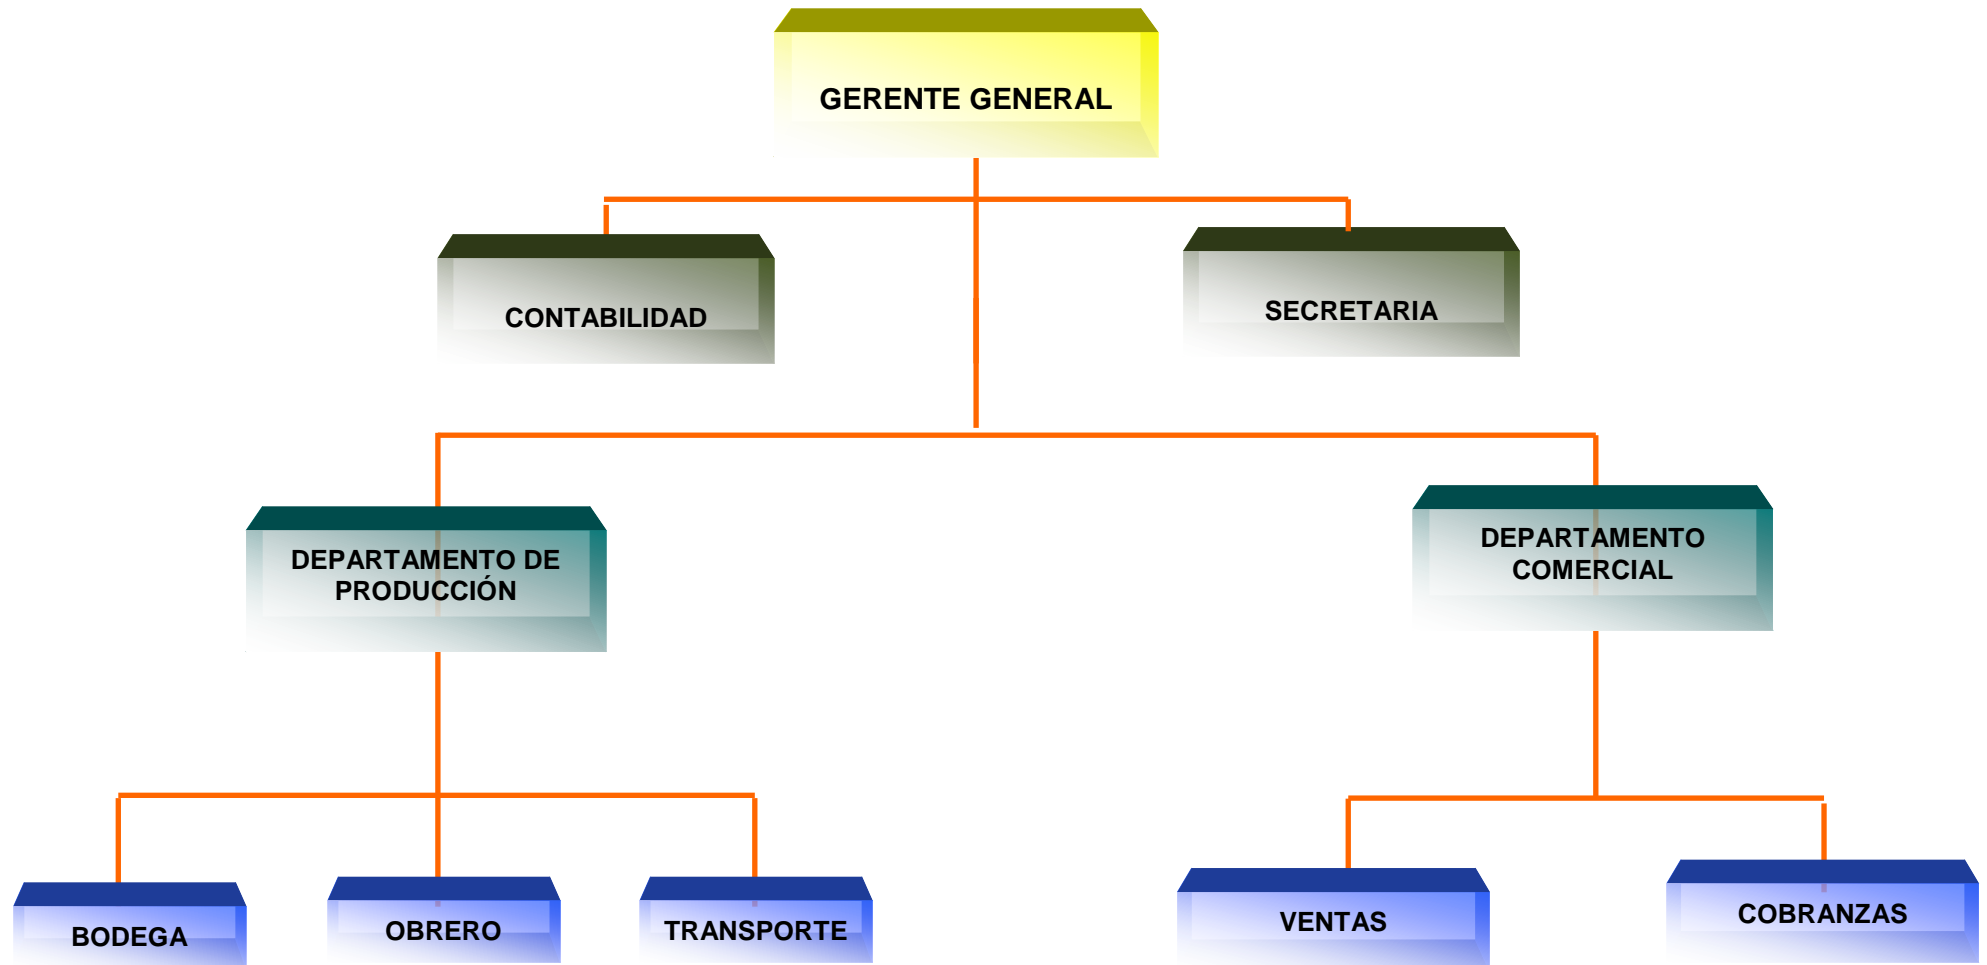 GERENTE GENERAL
CONTABILIDAD
SECRETARIA
DEPARTAMENTO DE
PRODUCCIÓN
DEPARTAMENTO
COMERCIAL
BODEGA
OBRERO
TRANSPORTE
VENTAS
COBRANZAS